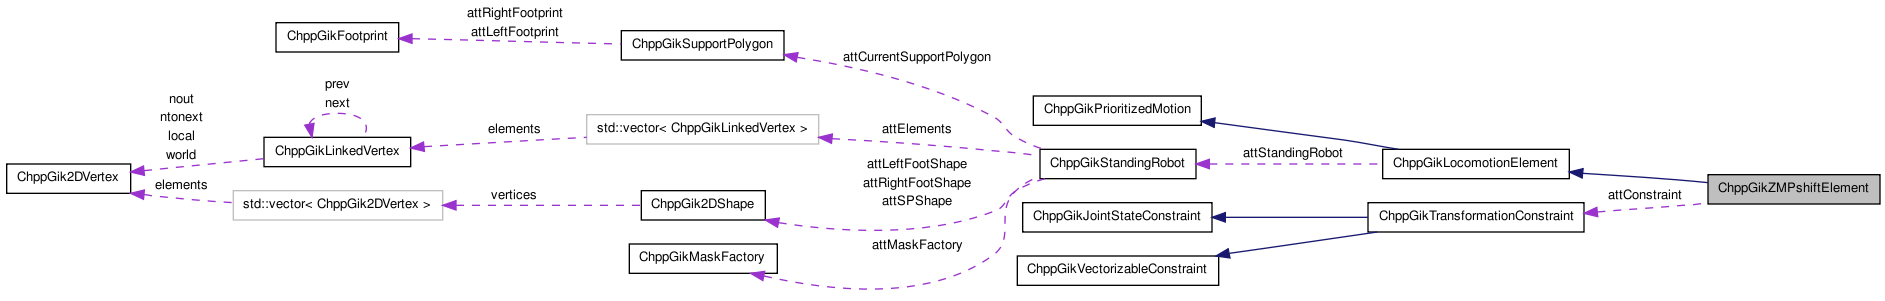 attRightFootprint
attLeftFootprint
ChppGikFootprint
ChppGikSupportPolygon
attCurrentSupportPolygon
prev
next
nout
ntonext
local
world
ChppGikLinkedVertex
elements
std::vector< ChppGikLinkedVertex >
attElements
ChppGikPrioritizedMotion
ChppGik2DVertex
elements
std::vector< ChppGik2DVertex >
vertices
ChppGik2DShape
attLeftFootShape
attRightFootShape
attSPShape
ChppGikStandingRobot
attStandingRobot
ChppGikLocomotionElement
ChppGikZMPshiftElement
attConstraint
ChppGikJointStateConstraint
ChppGikTransformationConstraint
ChppGikMaskFactory
attMaskFactory
ChppGikVectorizableConstraint